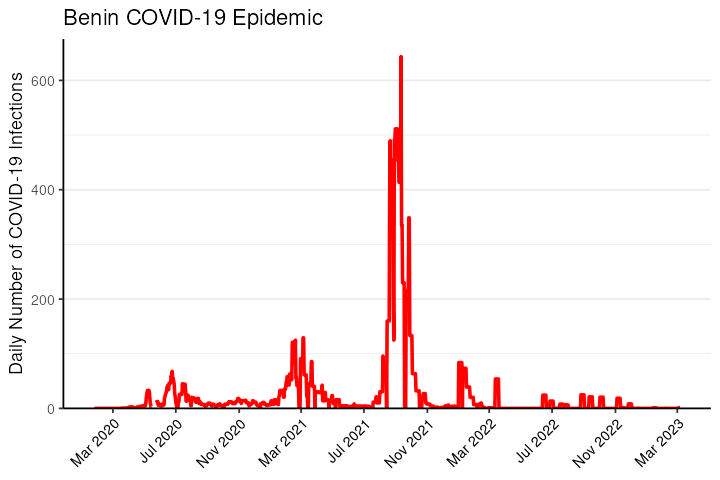 Benin COVID-19 Epidemic
Daily Number of COVID-19 Infections
600
400
200
0
Mar 2020
Jul 2020
Nov 2020
Mar 2021
Jul 2021
Nov 2021
Mar 2022
Jul 2022
Nov 2022
Mar 2023